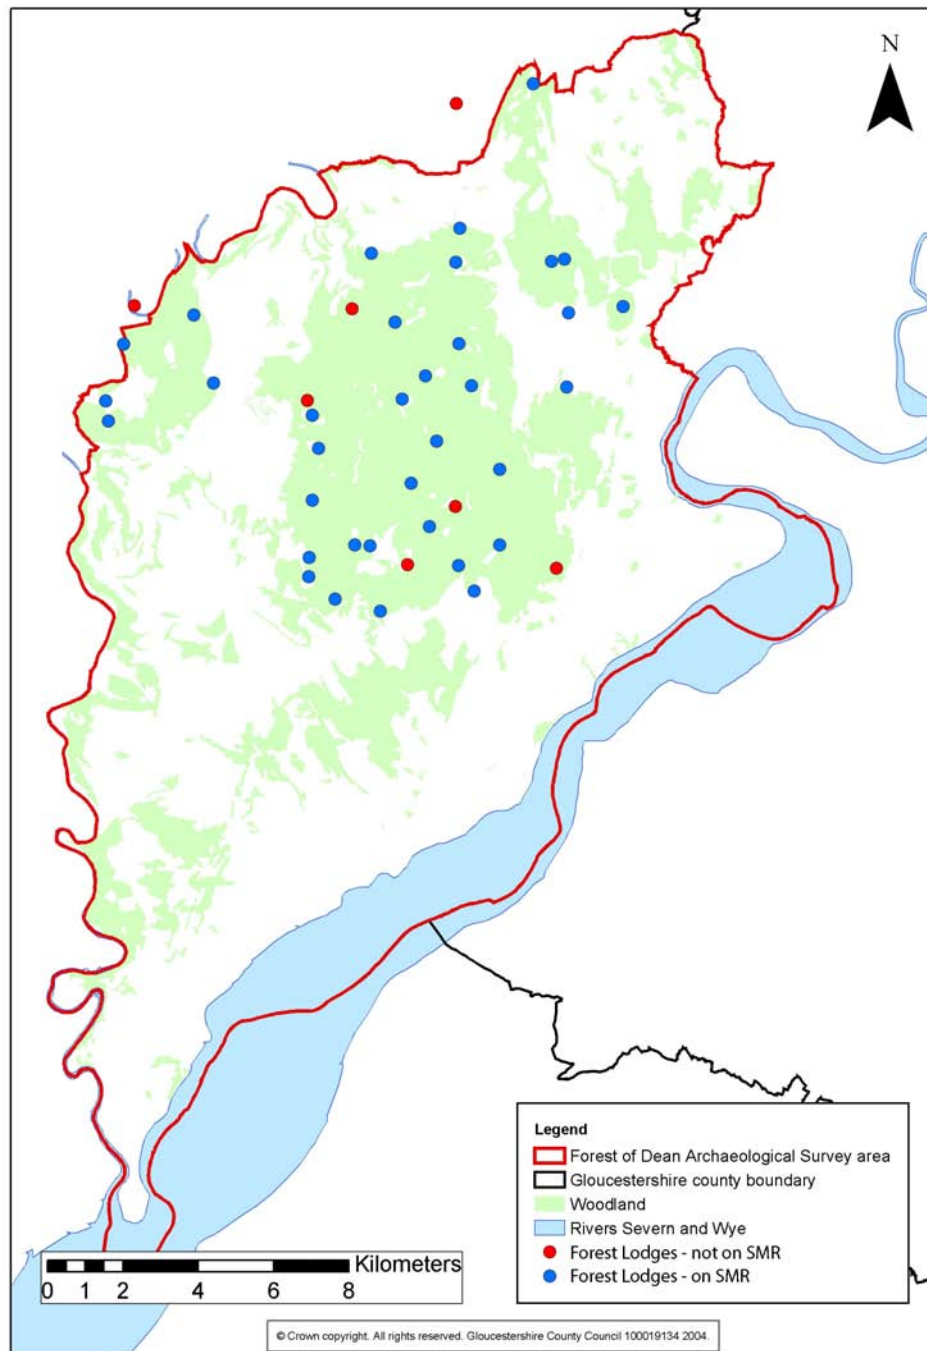 N
Legend
Forest of Dean Archaeological Survey area
Gloucestershire county boundary
Woodland
Rivers Severn and Wye
Forest Lodges - not on SMR
Forest Lodges - on SMR
Kilometers
0 1 2 4 6 8
© Crown copyright. All rights reserved. Gloucestershire County Council 100019134 2004.